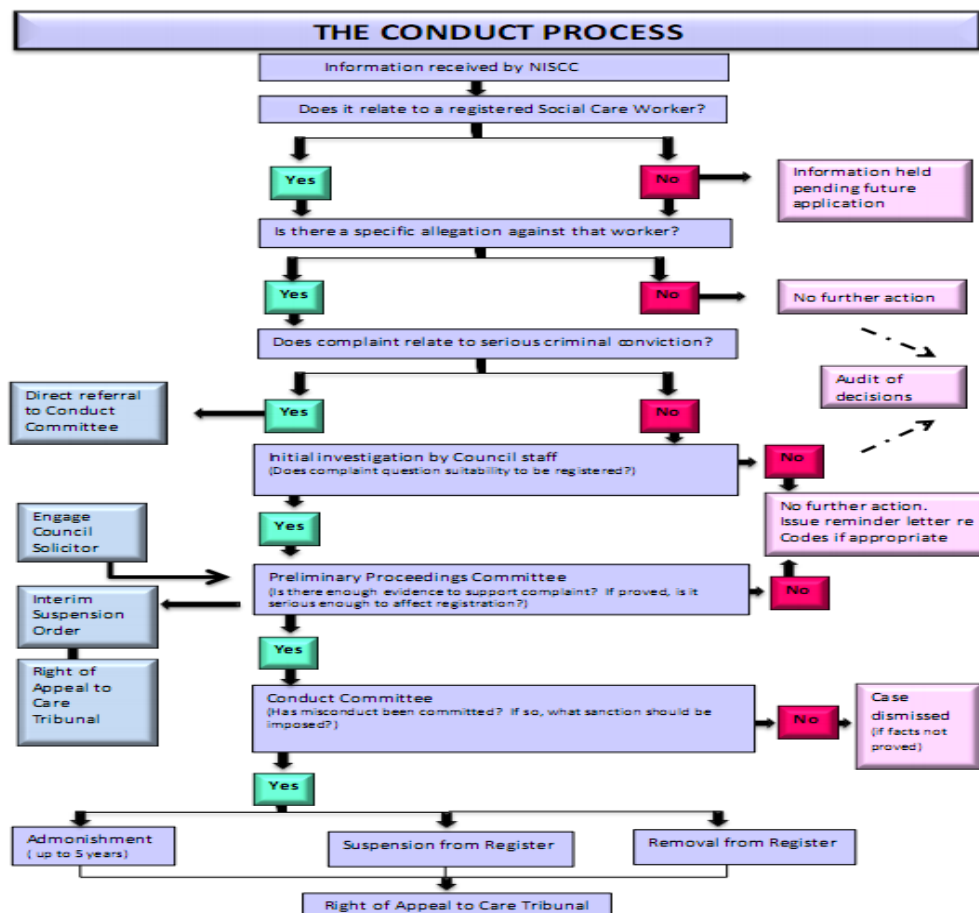 THE CONDUCT PROCESS
Information received by NISCC
Does it relate to a registered Social Care Worker?
Yes
No
Information held
pending future
application
Is there a specific allegation against that worker?
Yes
No
No further action
Does complaint relate to serious criminal conviction?
Audit of
decisions
Direct referral
to Conduct
Committee
Yes
No
Initial investigation by Council staff
(Does complaint question suitability to be registered?)
No
Engage
Council
Solicitor
Yes
No further action.
Issue reminder letter re
Codes if appropriate
Preliminary Proceedings Committee
(Is there enough evidence to support complaint? If proved, is it
serious enough to affect registration?)
No
Interim
Suspension
Order
Yes
Right of
Appeal to
Care
Tribunal
Conduct Committee
(Has misconduct been committed? If so, what sanction should be
imposed?)
No
Case
dismissed
(if facts not
proved)
Yes
Admonishment
( up to 5 years)
Suspension from Register
Removal from Register
Right of Appeal to Care Tribunal